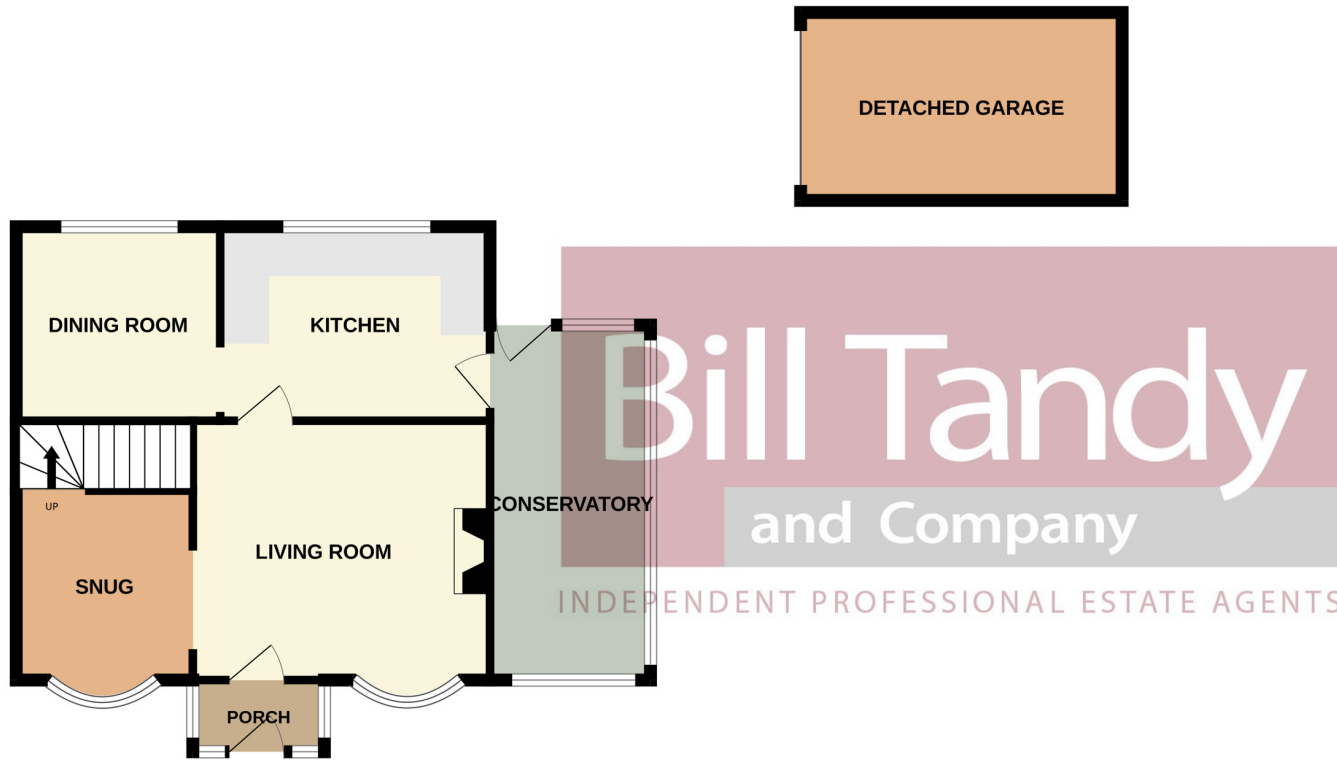 DETACHED GARAGE
DINING ROOM
KITCHEN
Bill Tandy
and Company
INDEPENDENT PROFESSIONAL ESTATE AGENTS
CONSERVATORY
UP
LIVING ROOM
SNUG
PORCH